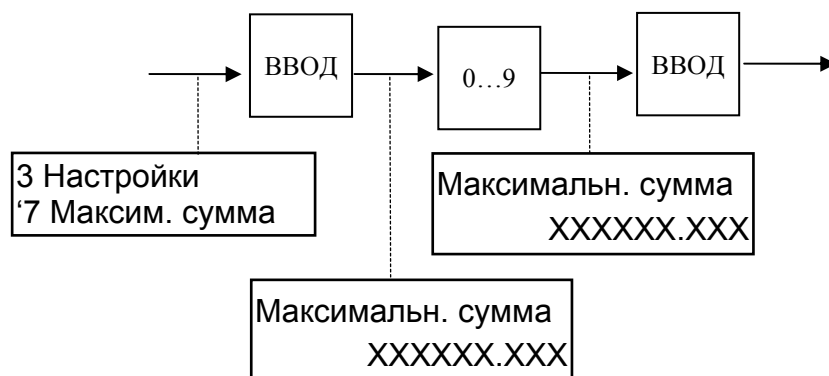 ВВОД
0...9
ВВОД
3 Настройки
‘7 Максим. сумма
Максимальн. сумма
XXXXXX.XXX
Максимальн. сумма
XXXXXX.XXX